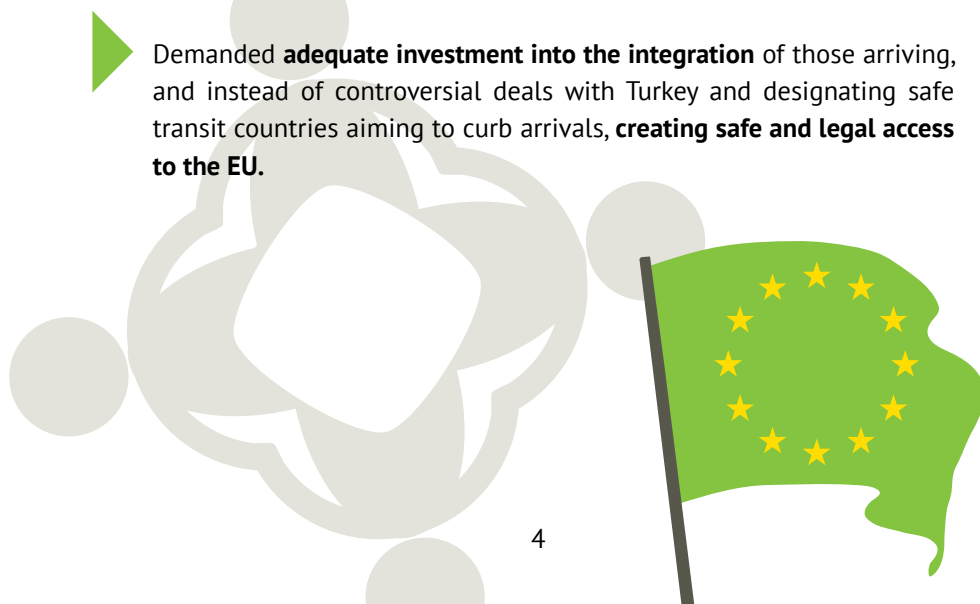 Demanded adequate investment into the integration of those arriving,
and instead of controversial deals with Turkey and designating safe
transit countries aiming to curb arrivals, creating safe and legal access
to the EU.
4